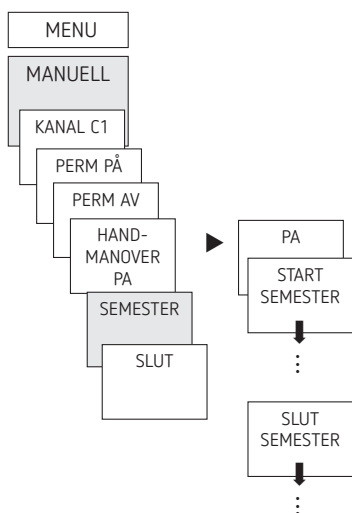 MENU
MANUELL
KANAL C1
PERM PÅ
PERM AV
HAND-
MANOVER
PA
SEMESTER
SLUT
PA
START
SEMESTER
SLUT
SEMESTER